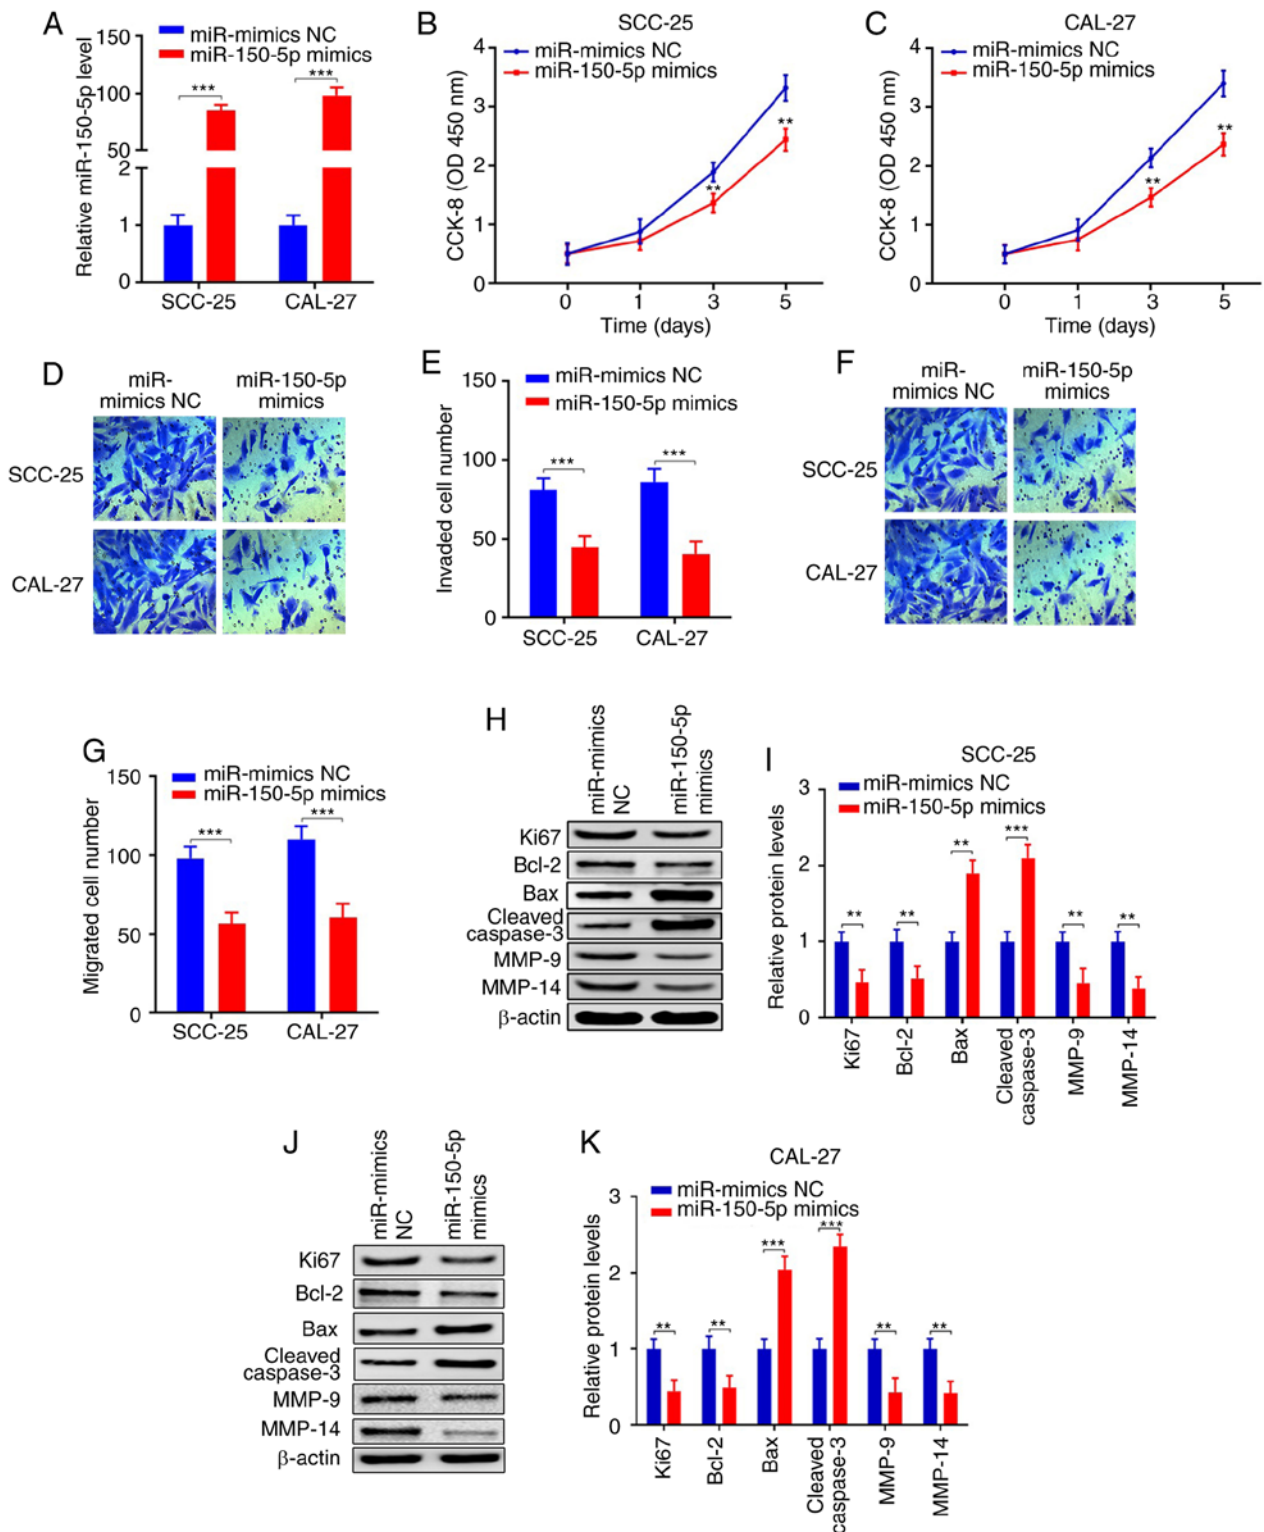 A
miR-mimics NC
miR-150-5p mimics
Relative miR-150-5p level
150
100
50
2
1
0
***
***
SCC-25
CAL-27
B
SCC-25
miR-mimics NC
miR-150-5p mimics
CCK-8 (OD 450 nm)
4
3
2
1
0
**
**
0 1 3 5
Time (days)
C
CAL-27
miR-mimics NC
miR-150-5p mimics
CCK-8 (OD 450 nm)
4
3
2
1
0
**
**
0 1 3 5
Time (days)
D
miR-
mimics NC
miR-150-5p
mimics
SCC-25
CAL-27
E
miR-mimics NC
miR-150-5p mimics
Invaded cell number
150
100
50
0
***
***
SCC-25
CAL-27
F
miR-
mimics NC
miR-150-5p
mimics
SCC-25
CAL-27
G
miR-mimics NC
miR-150-5p mimics
Migrated cell number
150
100
50
0
***
***
SCC-25
CAL-27
H
miR-mimics
NC
miR-150-5p
mimics
Ki67
Bcl-2
Bax
Cleaved
caspase-3
MMP-9
MMP-14
β-actin
I
SCC-25
miR-mimics NC
miR-150-5p mimics
Relative protein levels
3
2
1
0
**
**
**
***
**
**
Ki67
Bcl-2
Bax
Cleaved
caspase-3
MMP-9
MMP-14
J
miR-mimics
NC
miR-150-5p
mimics
Ki67
Bcl-2
Bax
Cleaved
caspase-3
MMP-9
MMP-14
β-actin
K
CAL-27
miR-mimics NC
miR-150-5p mimics
Relative protein levels
3
2
1
0
**
**
***
***
**
**
Ki67
Bcl-2
Bax
Cleaved
caspase-3
MMP-9
MMP-14